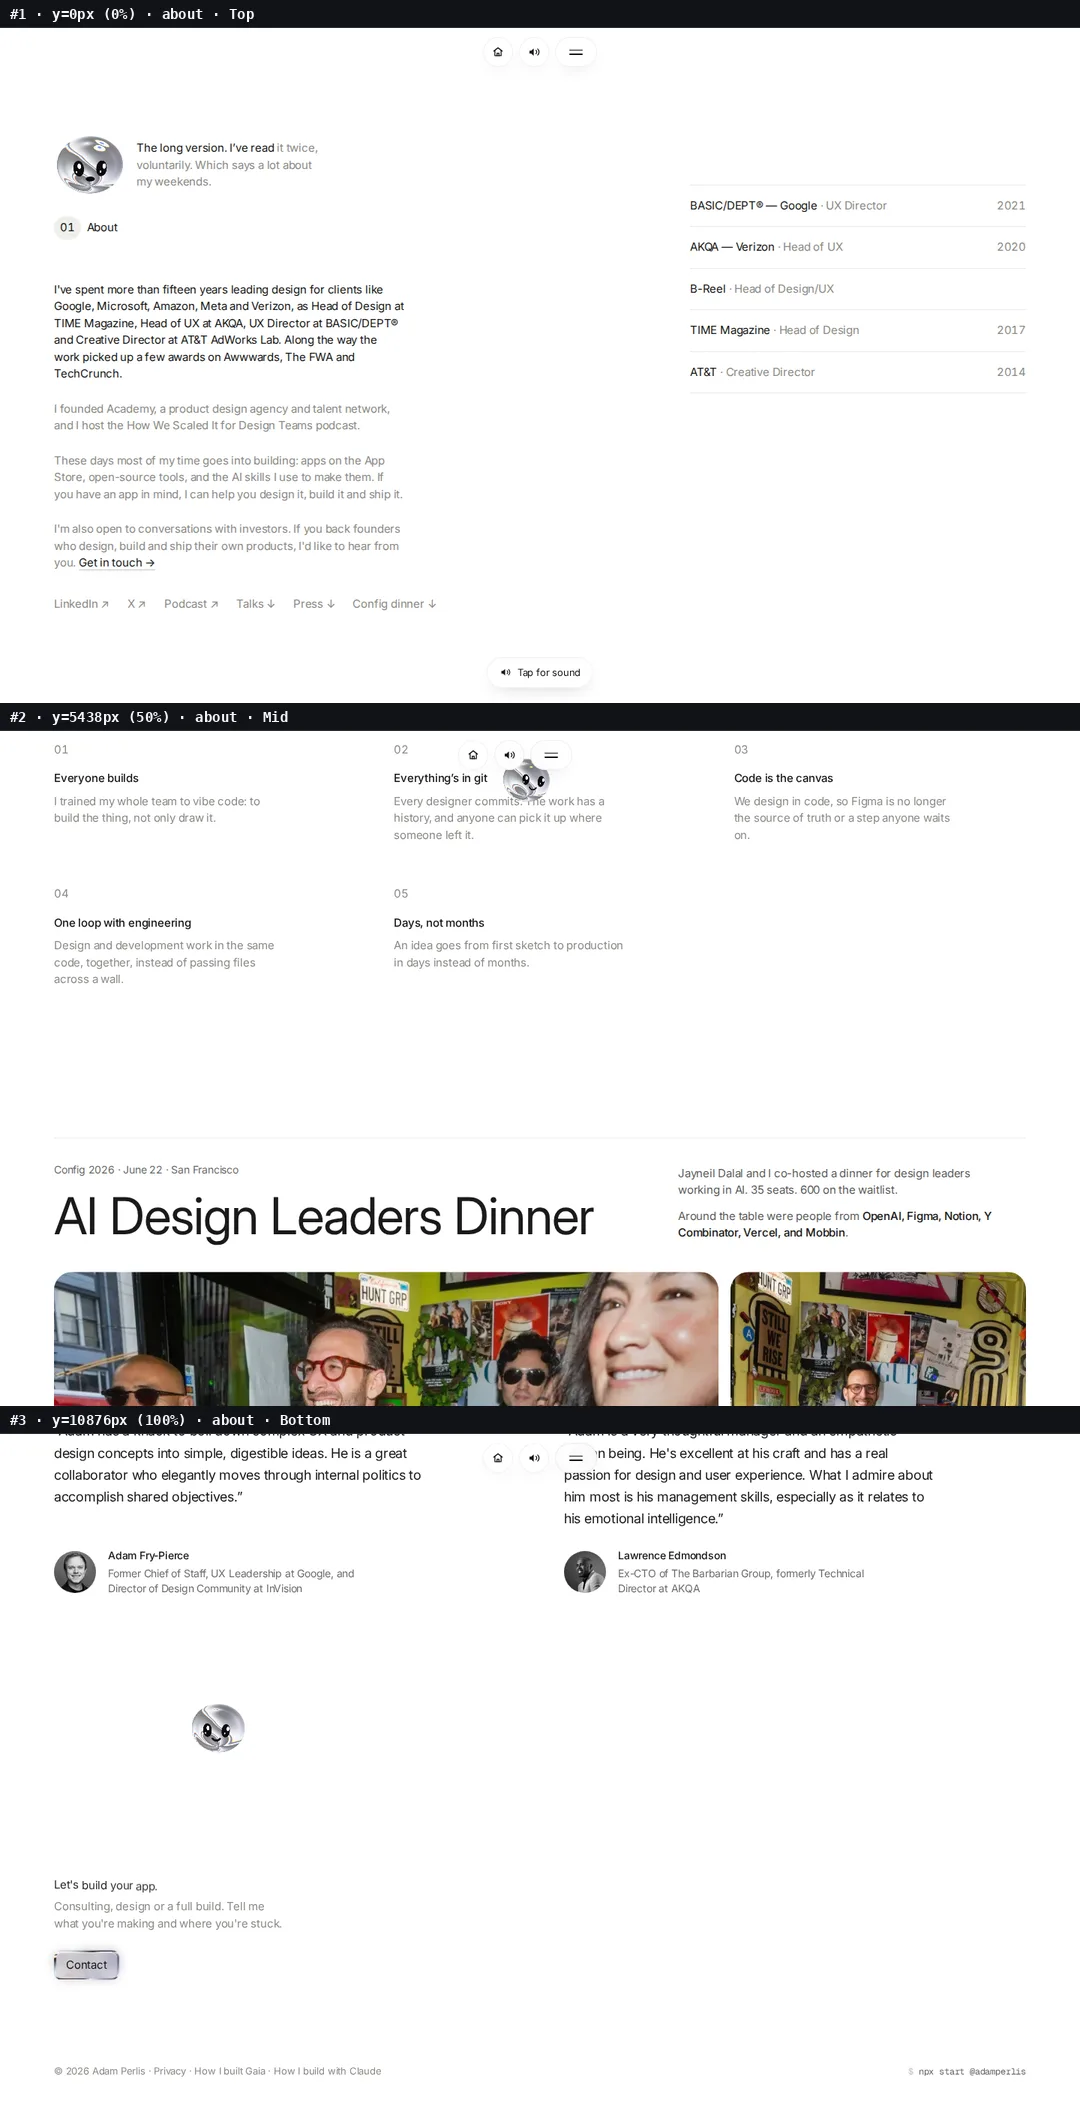 #1 · y=0px (0%) · about · Top
The long version. I've read it twice,
voluntarily. Which says a lot about
my weekends.
01 About
I've spent more than fifteen years leading design for clients like
Google, Microsoft, Amazon, Meta and Verizon, as Head of Design at
TIME Magazine, Head of UX at AKQA, UX Director at BASIC/DEPT®
and Creative Director at AT&T AdWorks Lab. Along the way the
work picked up a few awards on Awwwards, The FWA and
TechCrunch.
I founded Academy, a product design agency and talent network,
and I host the How We Scaled It for Design Teams podcast.
These days most of my time goes into building: apps on the App
Store, open-source tools, and the AI skills I use to make them. If
you have an app in mind, I can help you design it, build it and ship it.
I'm also open to conversations with investors. If you back founders
who design, build and ship their own products, I'd like to hear from
you. Get in touch →
LinkedIn ↗ X ↗ Podcast ↗ Talks ↓ Press ↓ Config dinner ↓
BASIC/DEPT® — Google · UX Director 2021
AKQA — Verizon · Head of UX 2020
B-Reel · Head of Design/UX
TIME Magazine · Head of Design 2017
AT&T · Creative Director 2014
Tap for sound
#2 · y=5438px (50%) · about · Mid
01
Everyone builds
I trained my whole team to vibe code: to
build the thing, not only draw it.
02
Everything's in git
Every designer commits. The work has a
history, and anyone can pick it up where
someone left it.
03
Code is the canvas
We design in code, so Figma is no longer
the source of truth or a step anyone waits
on.
04
One loop with engineering
Design and development work in the same
code, together, instead of passing files
across a wall.
05
Days, not months
An idea goes from first sketch to production
in days instead of months.
Config 2026 · June 22 · San Francisco
AI Design Leaders Dinner
Jayneil Dalal and I co-hosted a dinner for design leaders
working in AI. 35 seats. 600 on the waitlist.
Around the table were people from OpenAI, Figma, Notion, Y
Combinator, Vercel, and Mobbin.
HUNT GRP
STILL
HUNT GRP
STILL
WE
RISE
#3 · y=10876px (100%) · about · Bottom
design concepts into simple, digestible ideas. He is a great
collaborator who elegantly moves through internal politics to
accomplish shared objectives.”
Adam Fry-Pierce
Former Chief of Staff, UX Leadership at Google, and
Director of Design Community at InVision
being. He's excellent at his craft and has a real
passion for design and user experience. What I admire about
him most is his management skills, especially as it relates to
his emotional intelligence.”
Lawrence Edmondson
Ex-CTO of The Barbarian Group, formerly Technical
Director at AKQA
Let's build your app.
Consulting, design or a full build. Tell me
what you're making and where you're stuck.
Contact
© 2026 Adam Perlis · Privacy · How I built Gaia · How I build with Claude
$ npx start @adamperlis